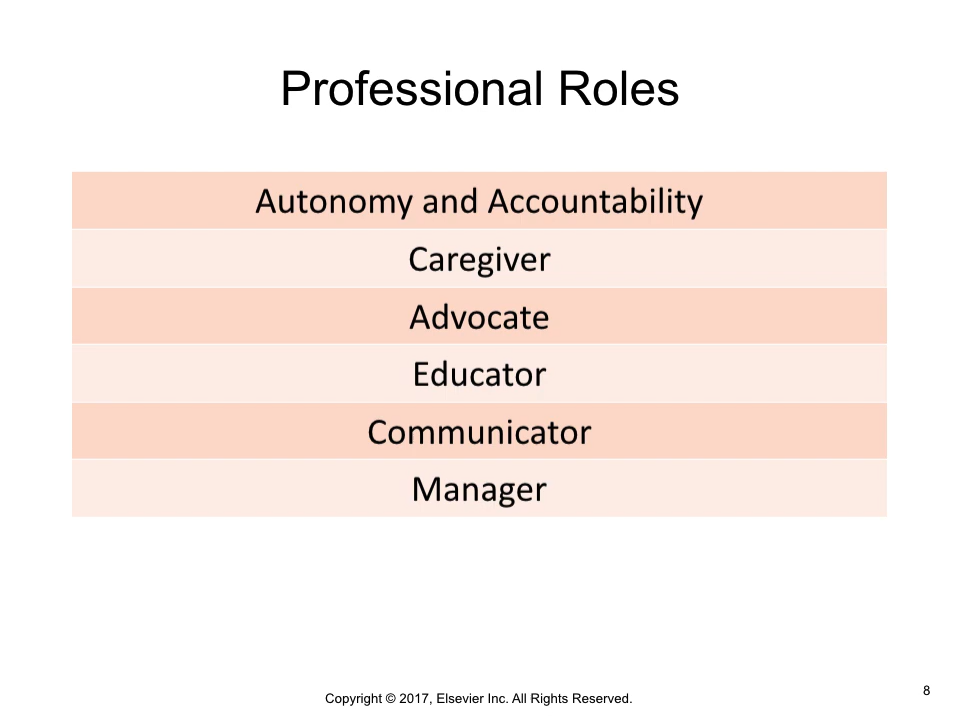 Professional Roles
Autonomy and Accountability
Caregiver
Advocate
Educator
Communicator
Manager
Copyright © 2017, Elsevier Inc. All Rights Reserved.
8